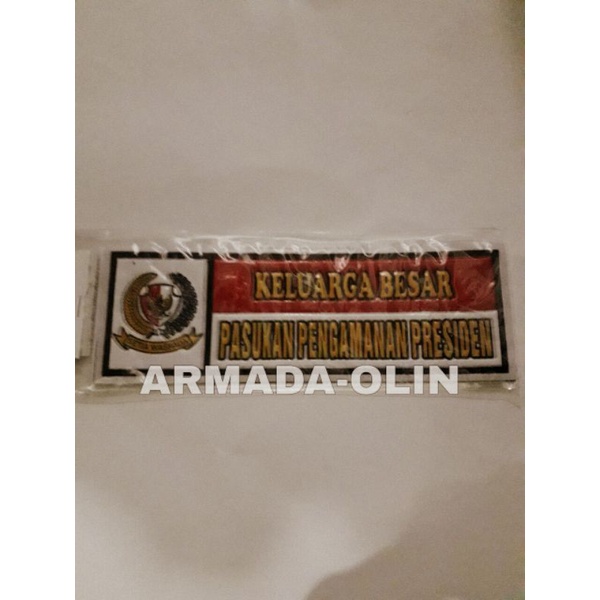 KELUARGA BESAR
PASUKAN PENGAMANAN PRESIDEN
ARMADA-OLIN